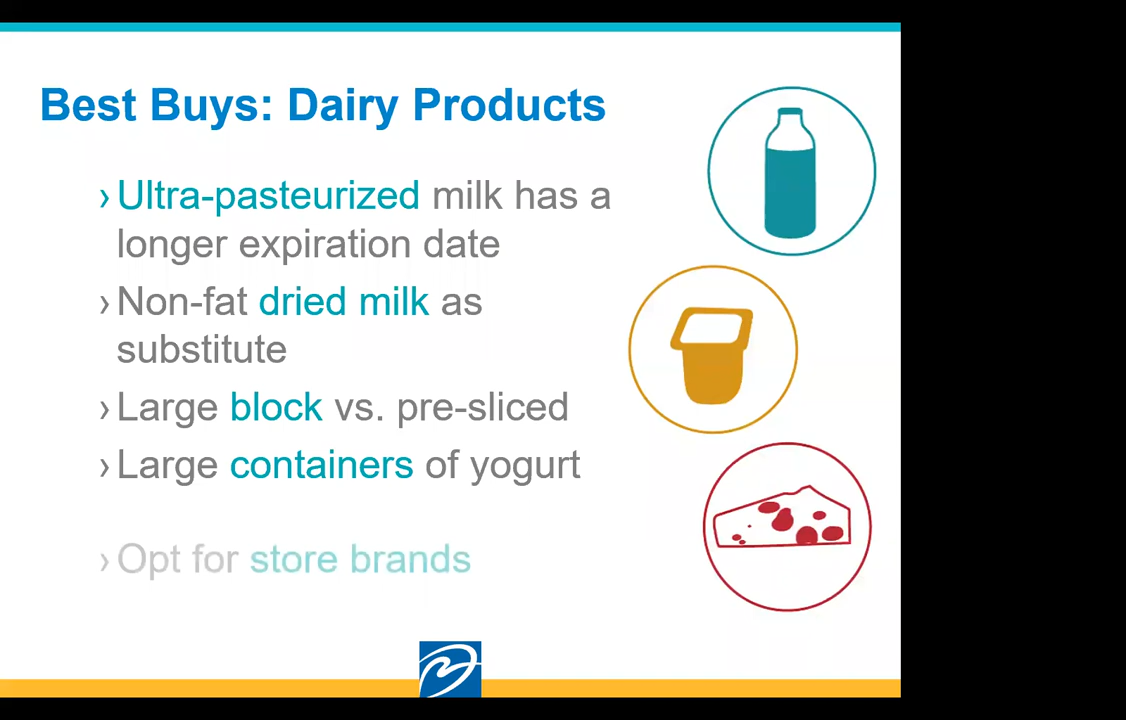 Best Buys: Dairy Products
› Ultra-pasteurized milk has a
longer expiration date
› Non-fat dried milk as
substitute
› Large block vs. pre-sliced
› Large containers of yogurt
› Opt for store brands